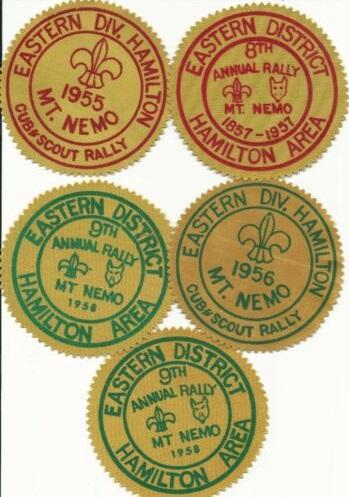 EASTERN DIV. HAMILTON
1955
MT. NEMO
CUB & SCOUT RALLY
EASTERN DISTRICT
8TH
ANNUAL RALLY
MT. NEMO
1857-1957
HAMILTON AREA
EASTERN DISTRICT
9TH
ANNUAL RALLY
MT NEMO
1958
HAMILTON AREA
EASTERN DIV. HAMILTON
1956
MT. NEMO
CUB & SCOUT RALLY
EASTERN DISTRICT
9TH
ANNUAL RALLY
MT NEMO
1958
HAMILTON AREA